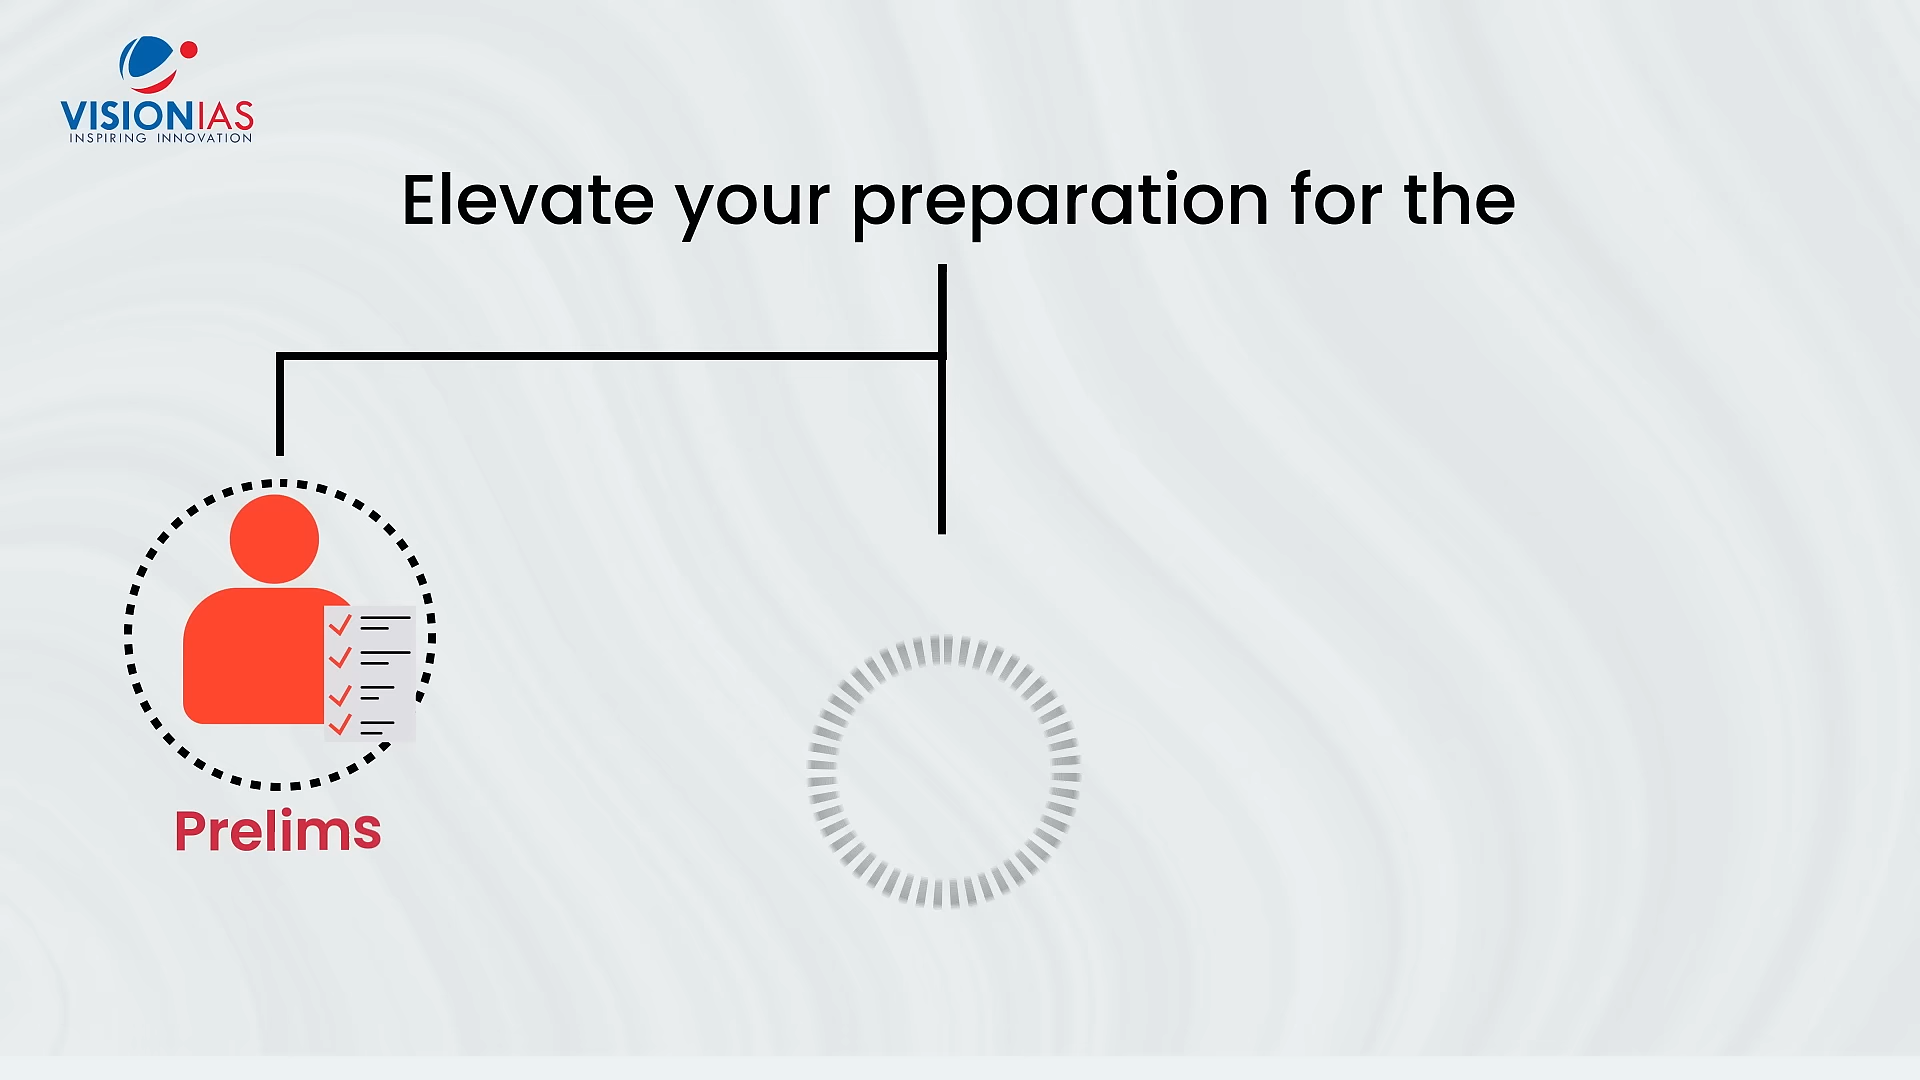 VISIONIAS
INSPIRING INNOVATION
Elevate your preparation for the
Prelims